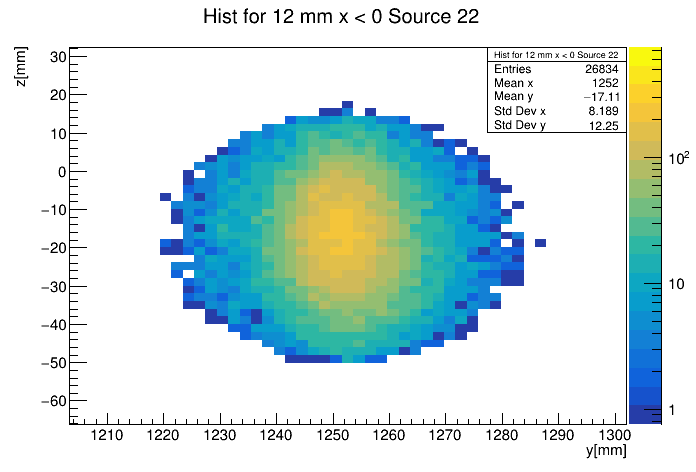 Hist for 12 mm x < 0 Source 22
z[mm]
Hist for 12 mm x < 0 Source 22
Entries 26834
Mean x 1252
Mean y −17.11
Std Dev x 8.189
Std Dev y 12.25
30
20
10
0
−10
−20
−30
−40
−50
−60
10²
10
1
1210 1220 1230 1240 1250 1260 1270 1280 1290 1300
y[mm]